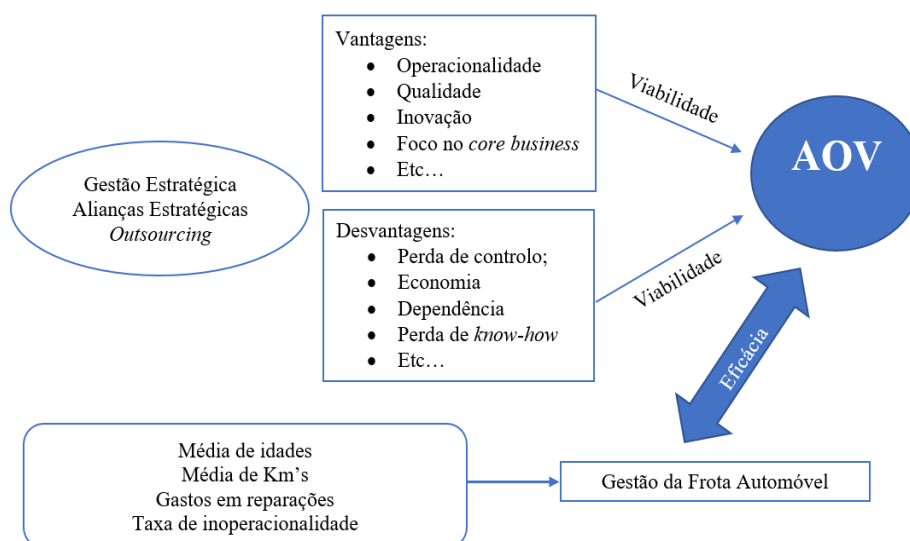 Vantagens:
• Operacionalidade
• Qualidade
• Inovação
• Foco no core business
• Etc…
Viabilidade
AOV
Gestão Estratégica
Alianças Estratégicas
Outsourcing
Desvantagens:
• Perda de controlo;
• Economia
• Dependência
• Perda de know-how
• Etc…
Viabilidade
Eficácia
Média de idades
Média de Km’s
Gastos em reparações
Taxa de inoperacionalidade
Gestão da Frota Automóvel